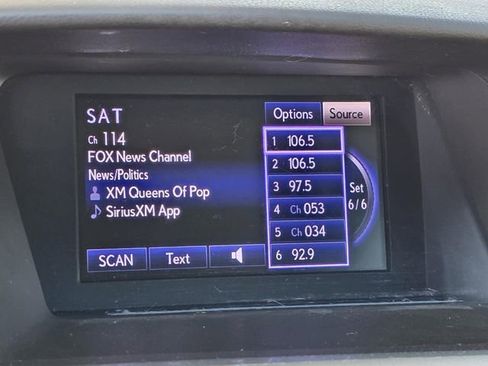 SAT
Options
Source
Ch 114
FOX News Channel
News/Politics
XM Queens Of Pop
SiriusXM App
1 106.5
2 106.5
3 97.5
4 Ch 053
5 Ch 034
6 92.9
Set
6/6
SCAN
Text